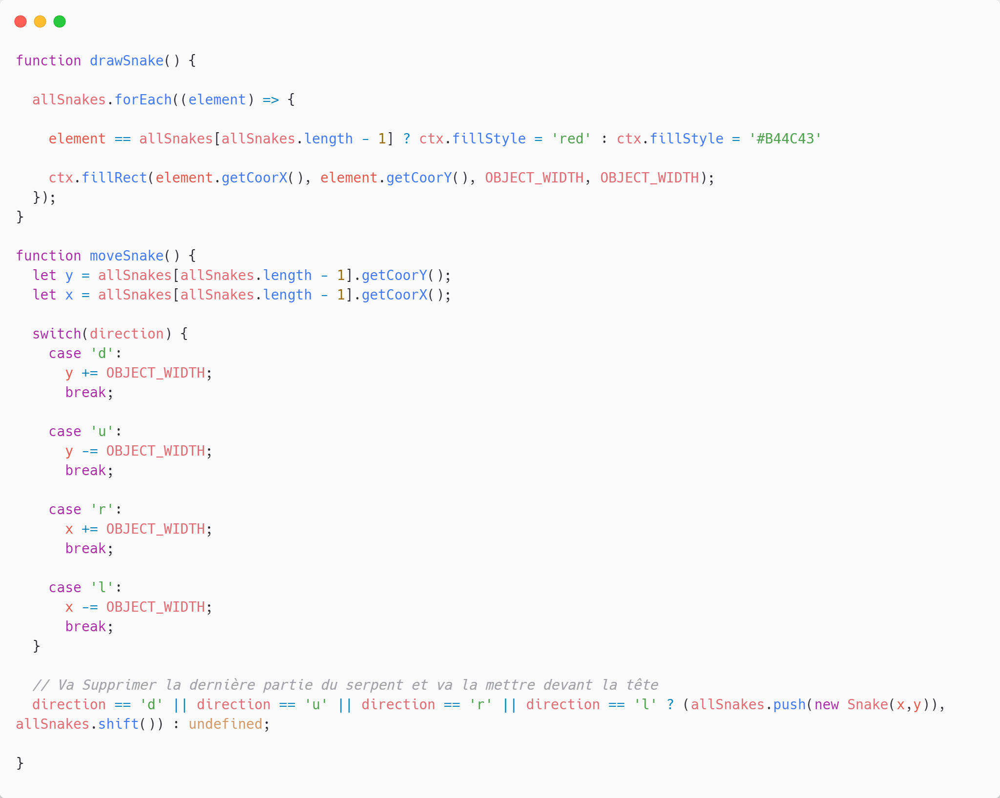 function drawSnake() {
allSnakes.forEach((element) => {
element == allSnakes[allSnakes.length - 1] ? ctx.fillStyle = 'red' : ctx.fillStyle = '#B44C43'
ctx.fillRect(element.getCoorX(), element.getCoorY(), OBJECT_WIDTH, OBJECT_WIDTH);
});
}
function moveSnake() {
let y = allSnakes[allSnakes.length - 1].getCoorY();
let x = allSnakes[allSnakes.length - 1].getCoorX();
switch(direction) {
case 'd':
y += OBJECT_WIDTH;
break;
case 'u':
y -= OBJECT_WIDTH;
break;
case 'r':
x += OBJECT_WIDTH;
break;
case 'l':
x -= OBJECT_WIDTH;
break;
}
// Va Supprimer la dernière partie du serpent et va la mettre devant la tête
direction == 'd' || direction == 'u' || direction == 'r' || direction == 'l' ? (allSnakes.push(new Snake(x,y)),
allSnakes.shift()) : undefined;
}